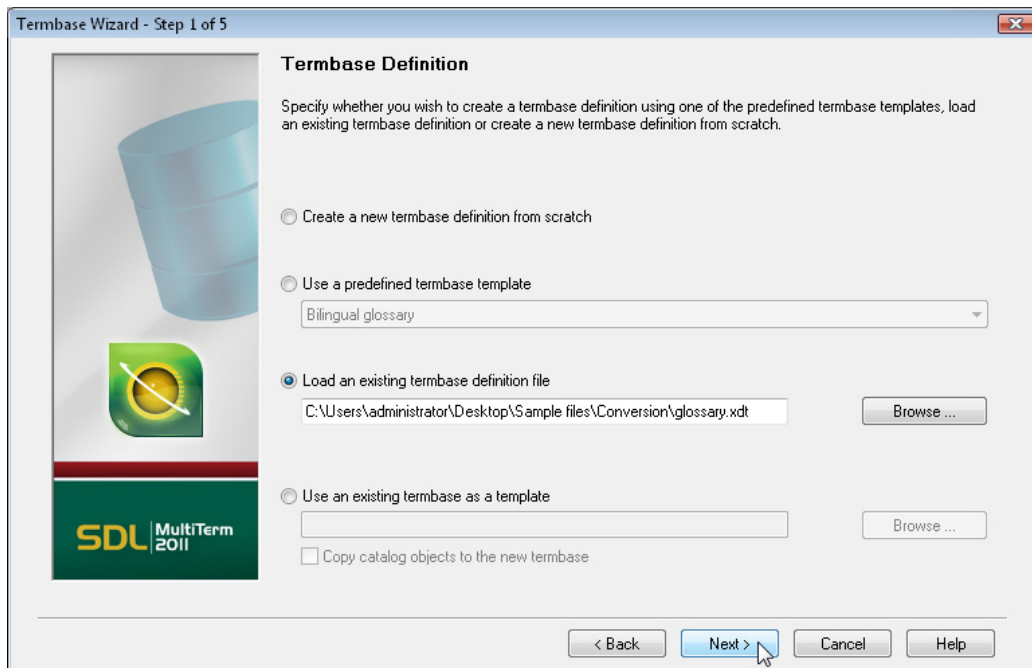 Termbase Wizard - Step 1 of 5
Termbase Definition
Specify whether you wish to create a termbase definition using one of the predefined termbase templates, load
an existing termbase definition or create a new termbase definition from scratch.
Create a new termbase definition from scratch
Use a predefined termbase template
Bilingual glossary
Load an existing termbase definition file
C:\Users\administrator\Desktop\Sample files\Conversion\glossary.xdt
Browse ...
Use an existing termbase as a template
Browse ...
Copy catalog objects to the new termbase
SDL MultiTerm
2011
< Back Next > Cancel Help